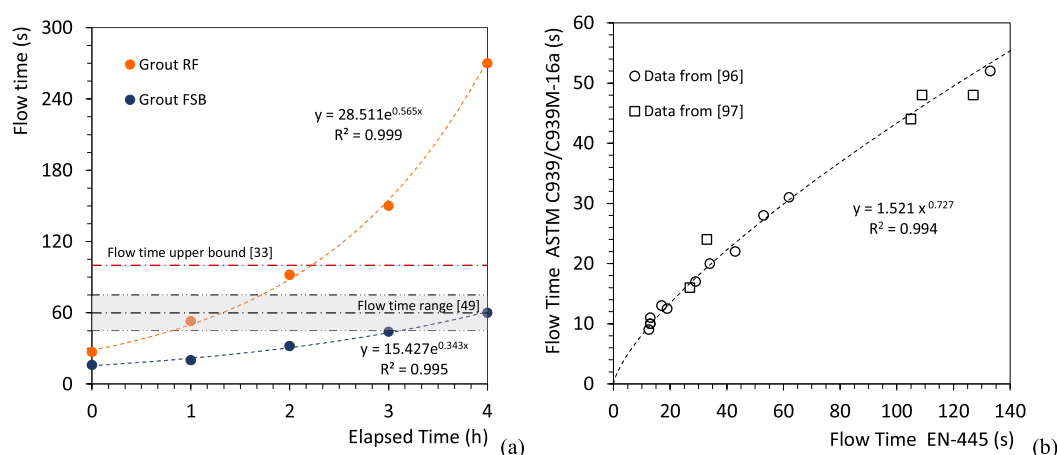 Flow time (s)
300
240
180
120
60
0
Grout RF
Grout FSB
y = 28.511e^0.565x
R² = 0.999
Flow time upper bound [33]
Flow time range [49]
y = 15.427e^0.343x
R² = 0.995
0 1 2 3 4
Elapsed Time (h)
(a)
Flow Time ASTM C939/C939M-16a (s)
60
50
40
30
20
10
0
Data from [96]
Data from [97]
y = 1.521 x^0.727
R² = 0.994
0 20 40 60 80 100 120 140
Flow Time EN-445 (s)
(b)